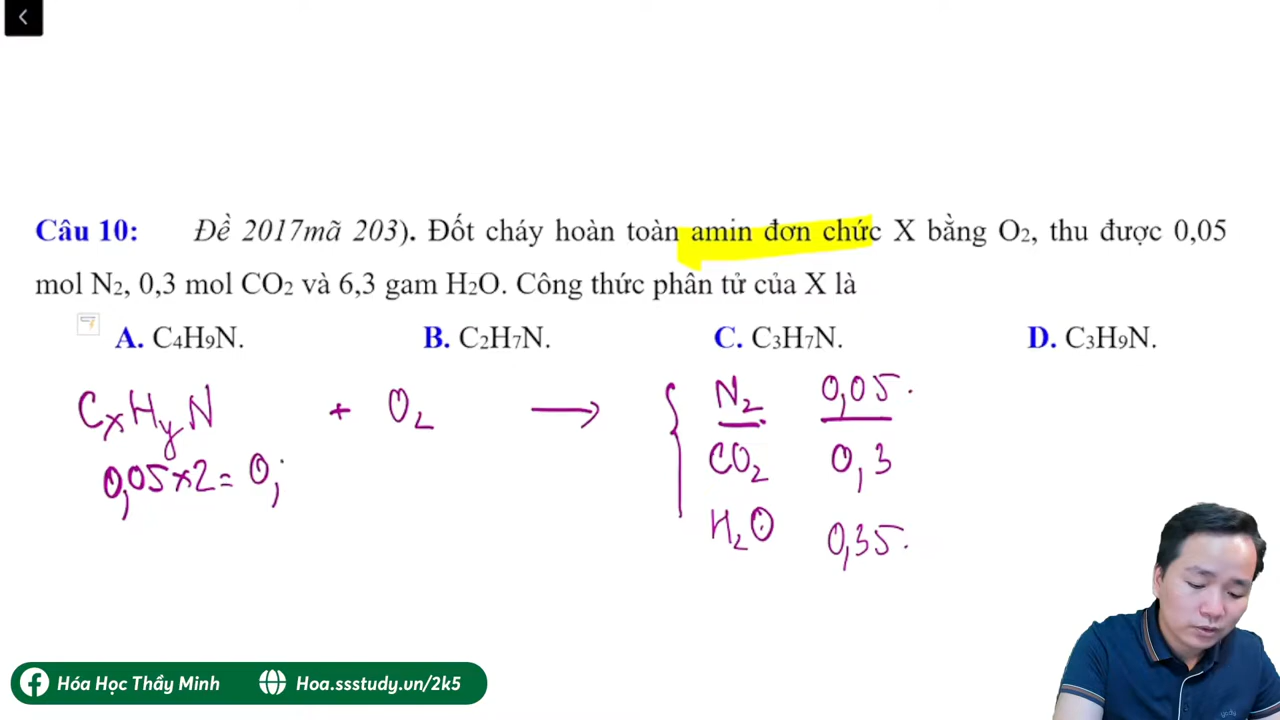 Câu 10: Đề 2017mã 203). Đốt cháy hoàn toàn amin đơn chức X bằng O₂, thu được 0,05
mol N₂, 0,3 mol CO₂ và 6,3 gam H₂O. Công thức phân tử của X là
A. C₄H₉N. B. C₂H₇N. C. C₃H₇N. D. C₃H₉N.
CₓHᵧN + O₂ → { N₂ 0,05.
0,05×2 = 0, CO₂ 0,3
H₂O 0,35.
Hóa Học Thầy Minh Hoa.ssstudy.vn/2k5